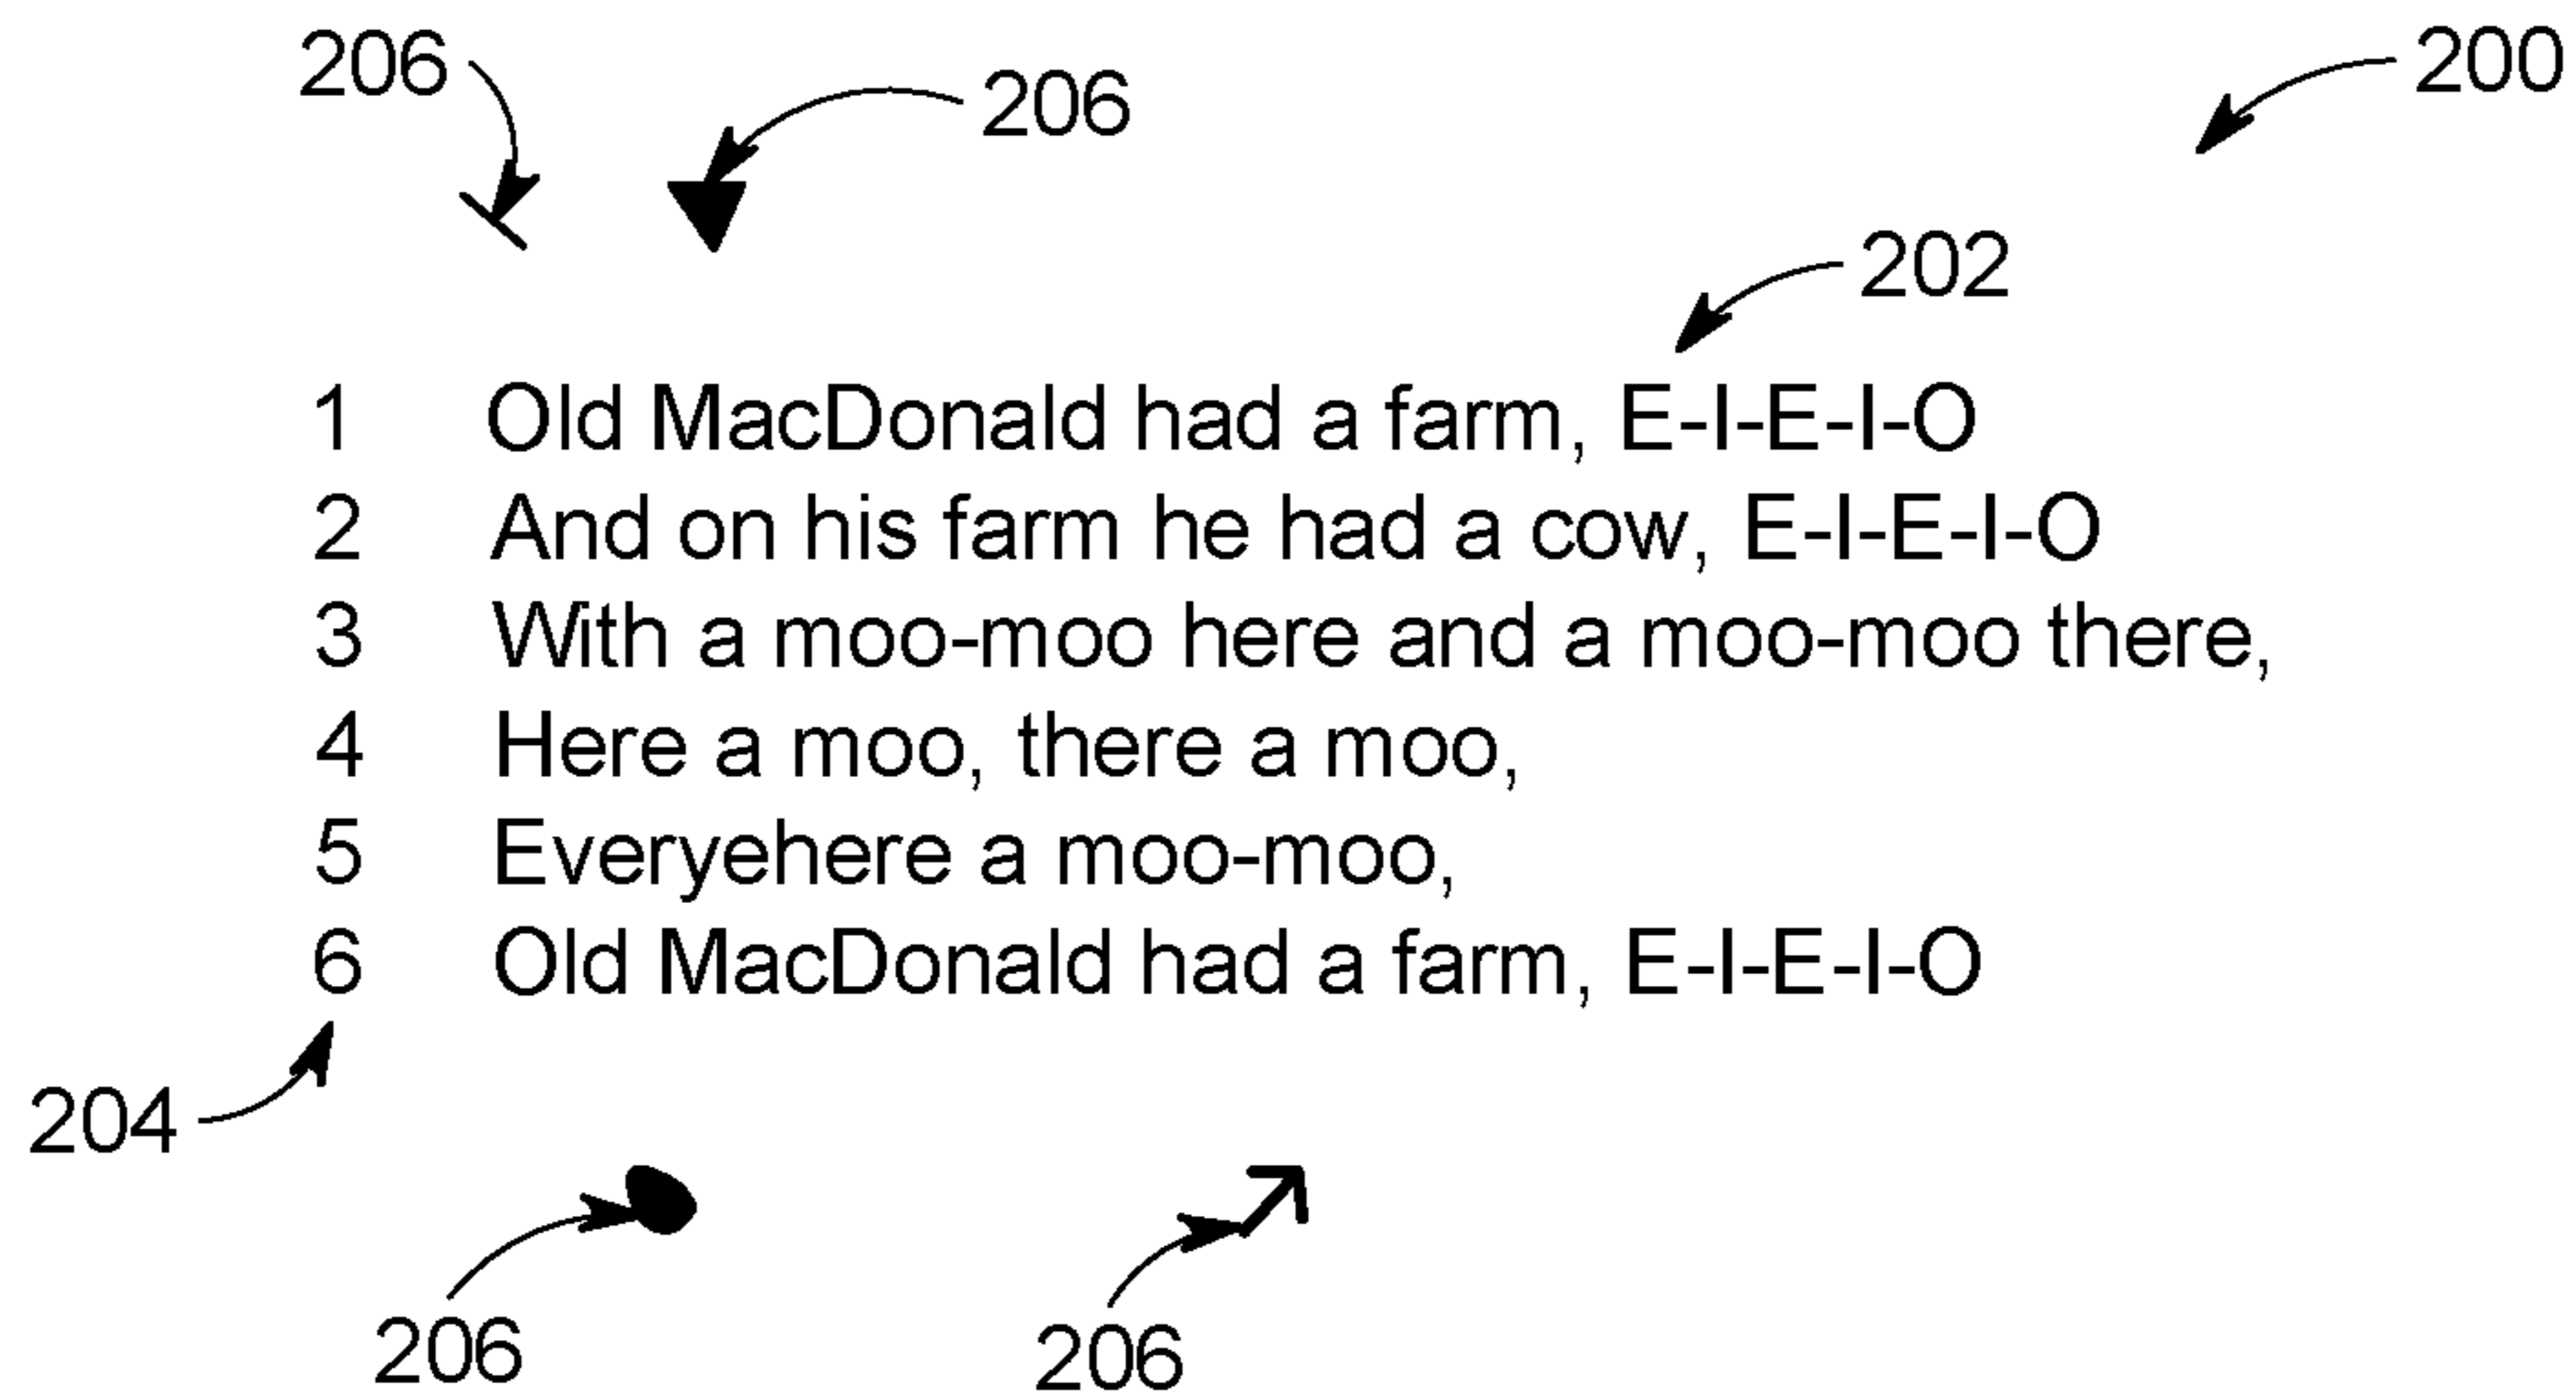 206
206
200
202
1 Old MacDonald had a farm, E-I-E-I-O
2 And on his farm he had a cow, E-I-E-I-O
3 With a moo-moo here and a moo-moo there,
4 Here a moo, there a moo,
5 Everyehere a moo-moo,
6 Old MacDonald had a farm, E-I-E-I-O
204
206
206